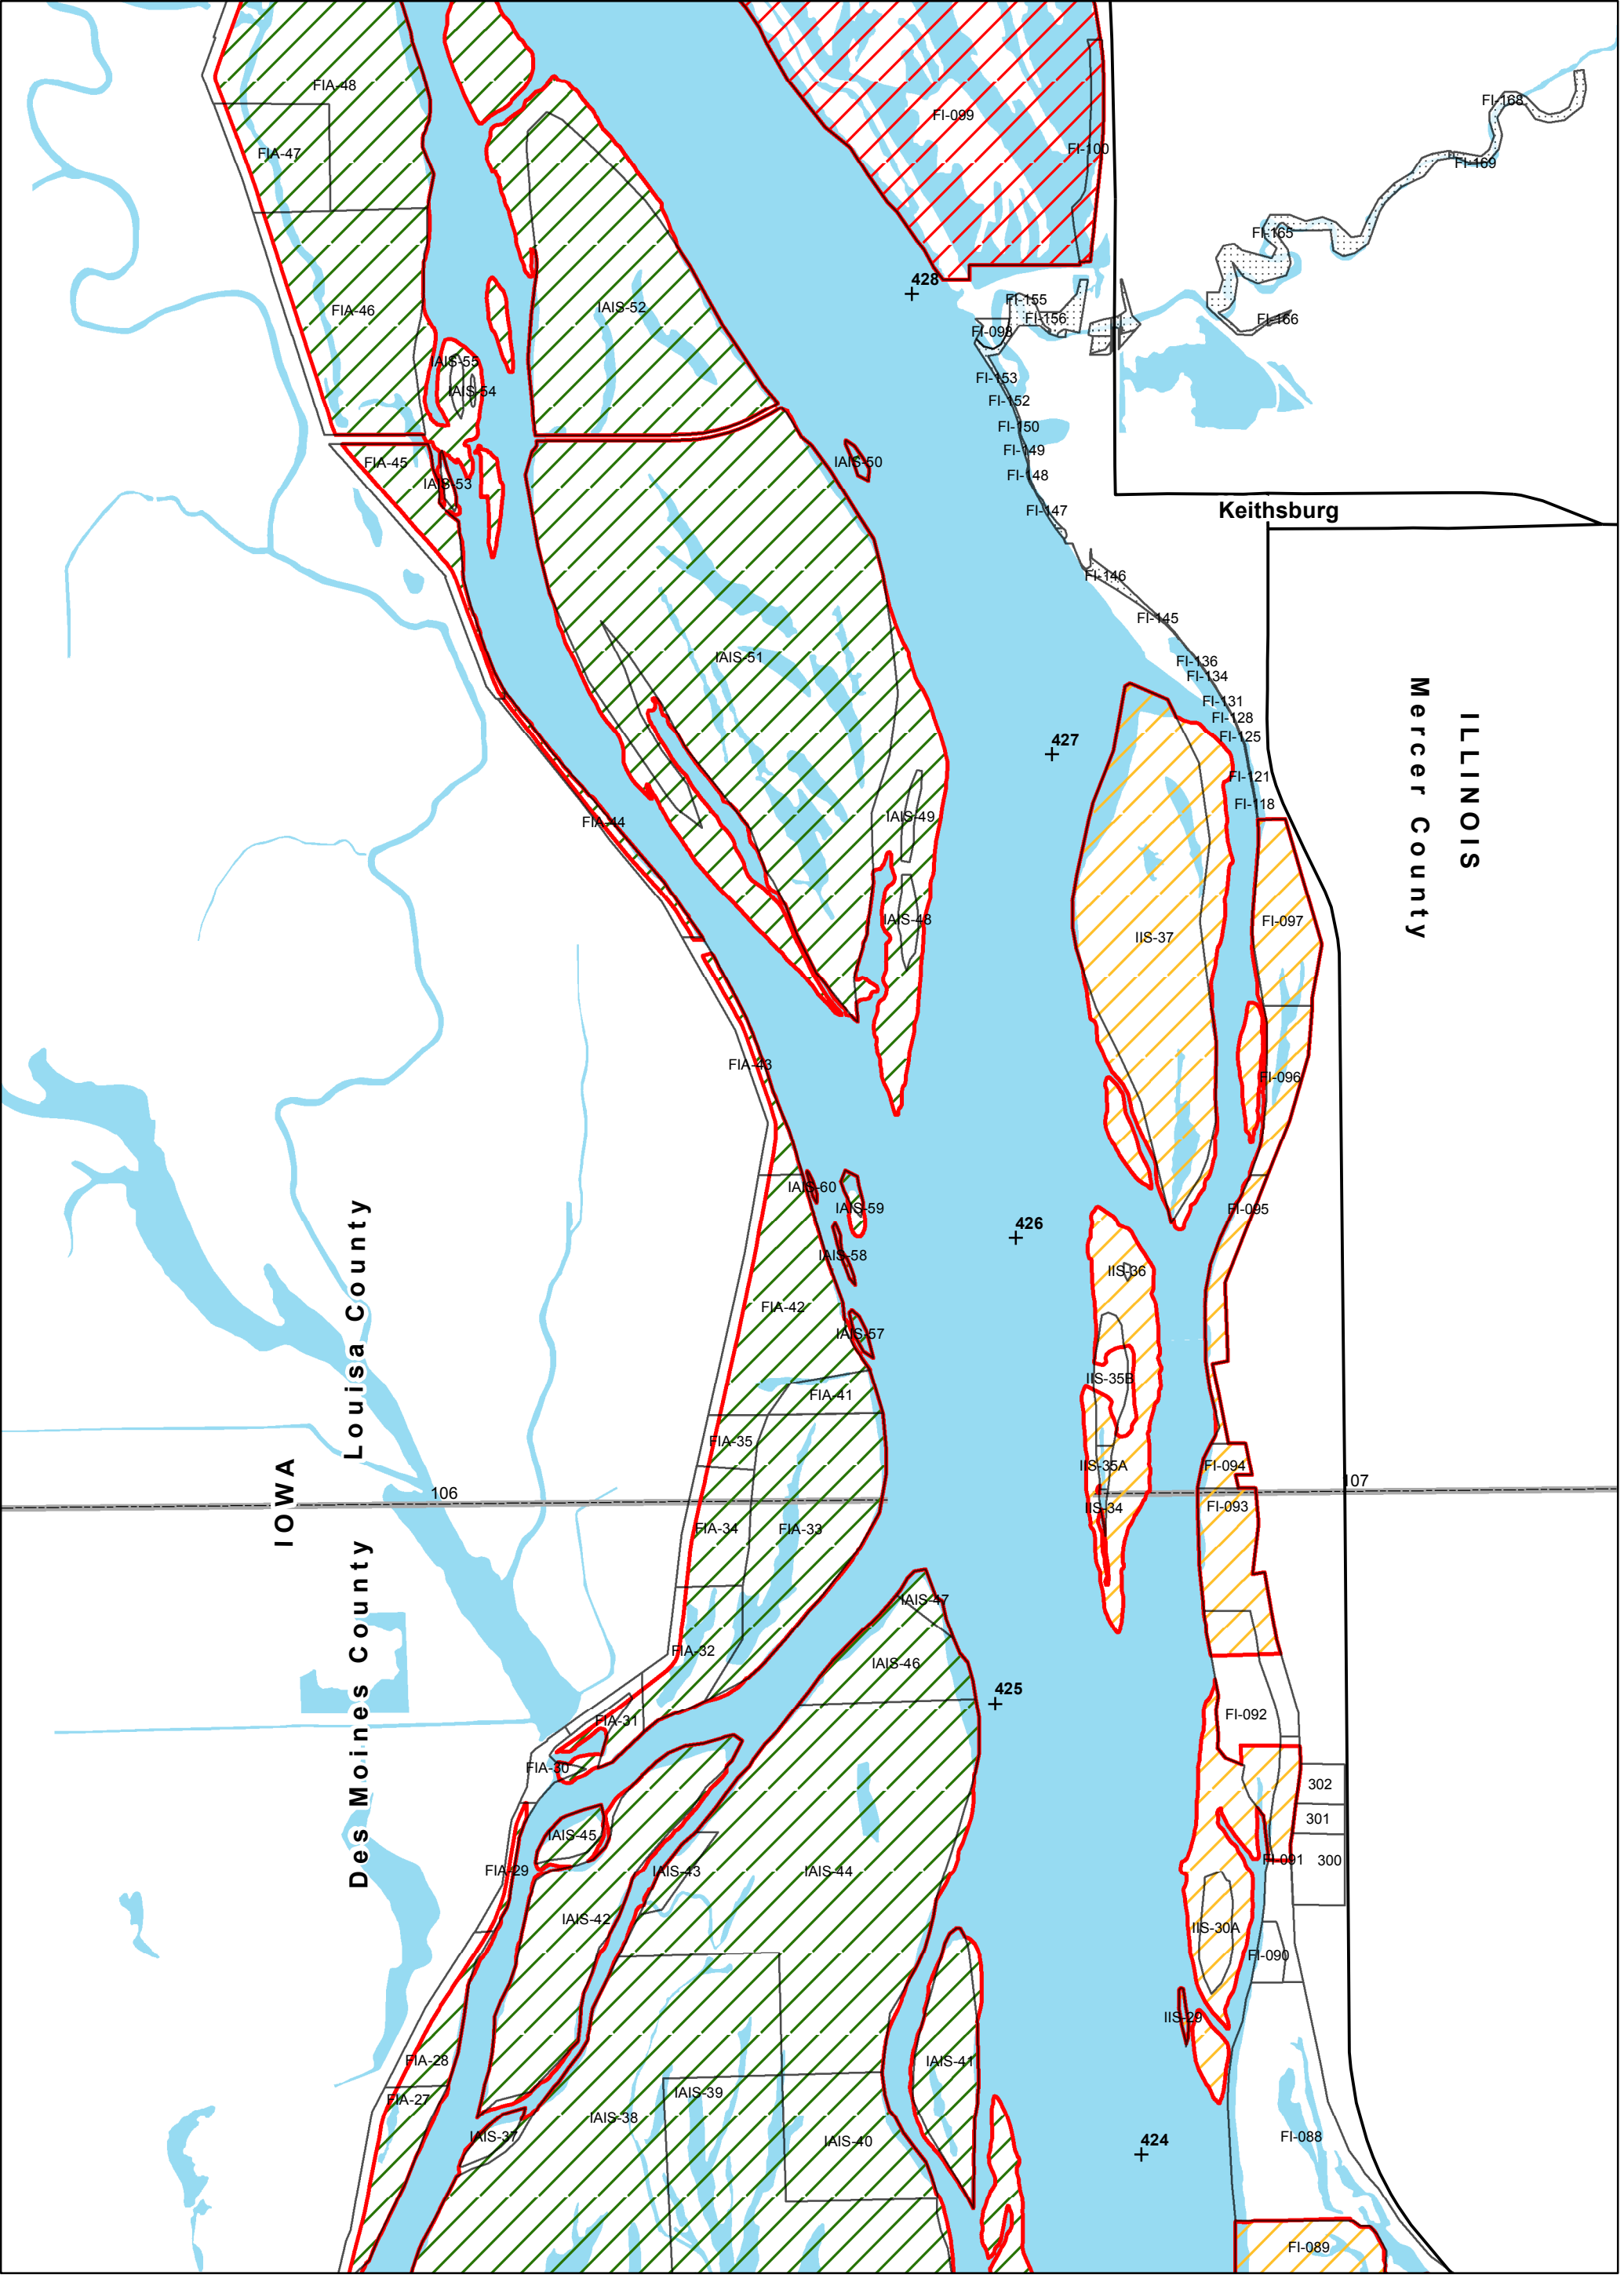 FIA-48
FI-099
FI-168
FI-100
FIA-47
FI-169
FI-165
428
FI-155
FIA-46
IAIS-52
FI-156
FI-166
FI-098
IAIS-55
FI-153
IAIS-54
FI-152
FI-150
FI-149
FIA-45
IAIS-50
FI-148
IAIS-53
FI-147
Keithsburg
FI-146
FI-145
IAIS-51
FI-136
FI-134
FI-131
FI-128
FI-125
427
FI-121
FI-118
ILLINOIS
Mercer County
IAIS-49
FIA-44
IAIS-48
FI-097
IIS-37
FIA-43
FI-096
IAIS-60
IAIS-59
FI-095
426
IAIS-58
IIS-36
FIA-42
IAIS-57
IIS-35B
FIA-41
Louisa County
FIA-35
IIS-35A
FI-094
106
107
IOWA
IIS-34
FI-093
FIA-34
FIA-33
IAIS-47
FIA-32
IAIS-46
425
Des Moines County
FIA-31
FI-092
FIA-30
302
301
IAIS-45
FI-091
300
FIA-29
IAIS-43
IAIS-44
IAIS-42
IIS-30A
FI-090
IIS-29
FIA-28
IAIS-41
FIA-27
IAIS-39
IAIS-38
IAIS-37
IAIS-40
424
FI-088
FI-089